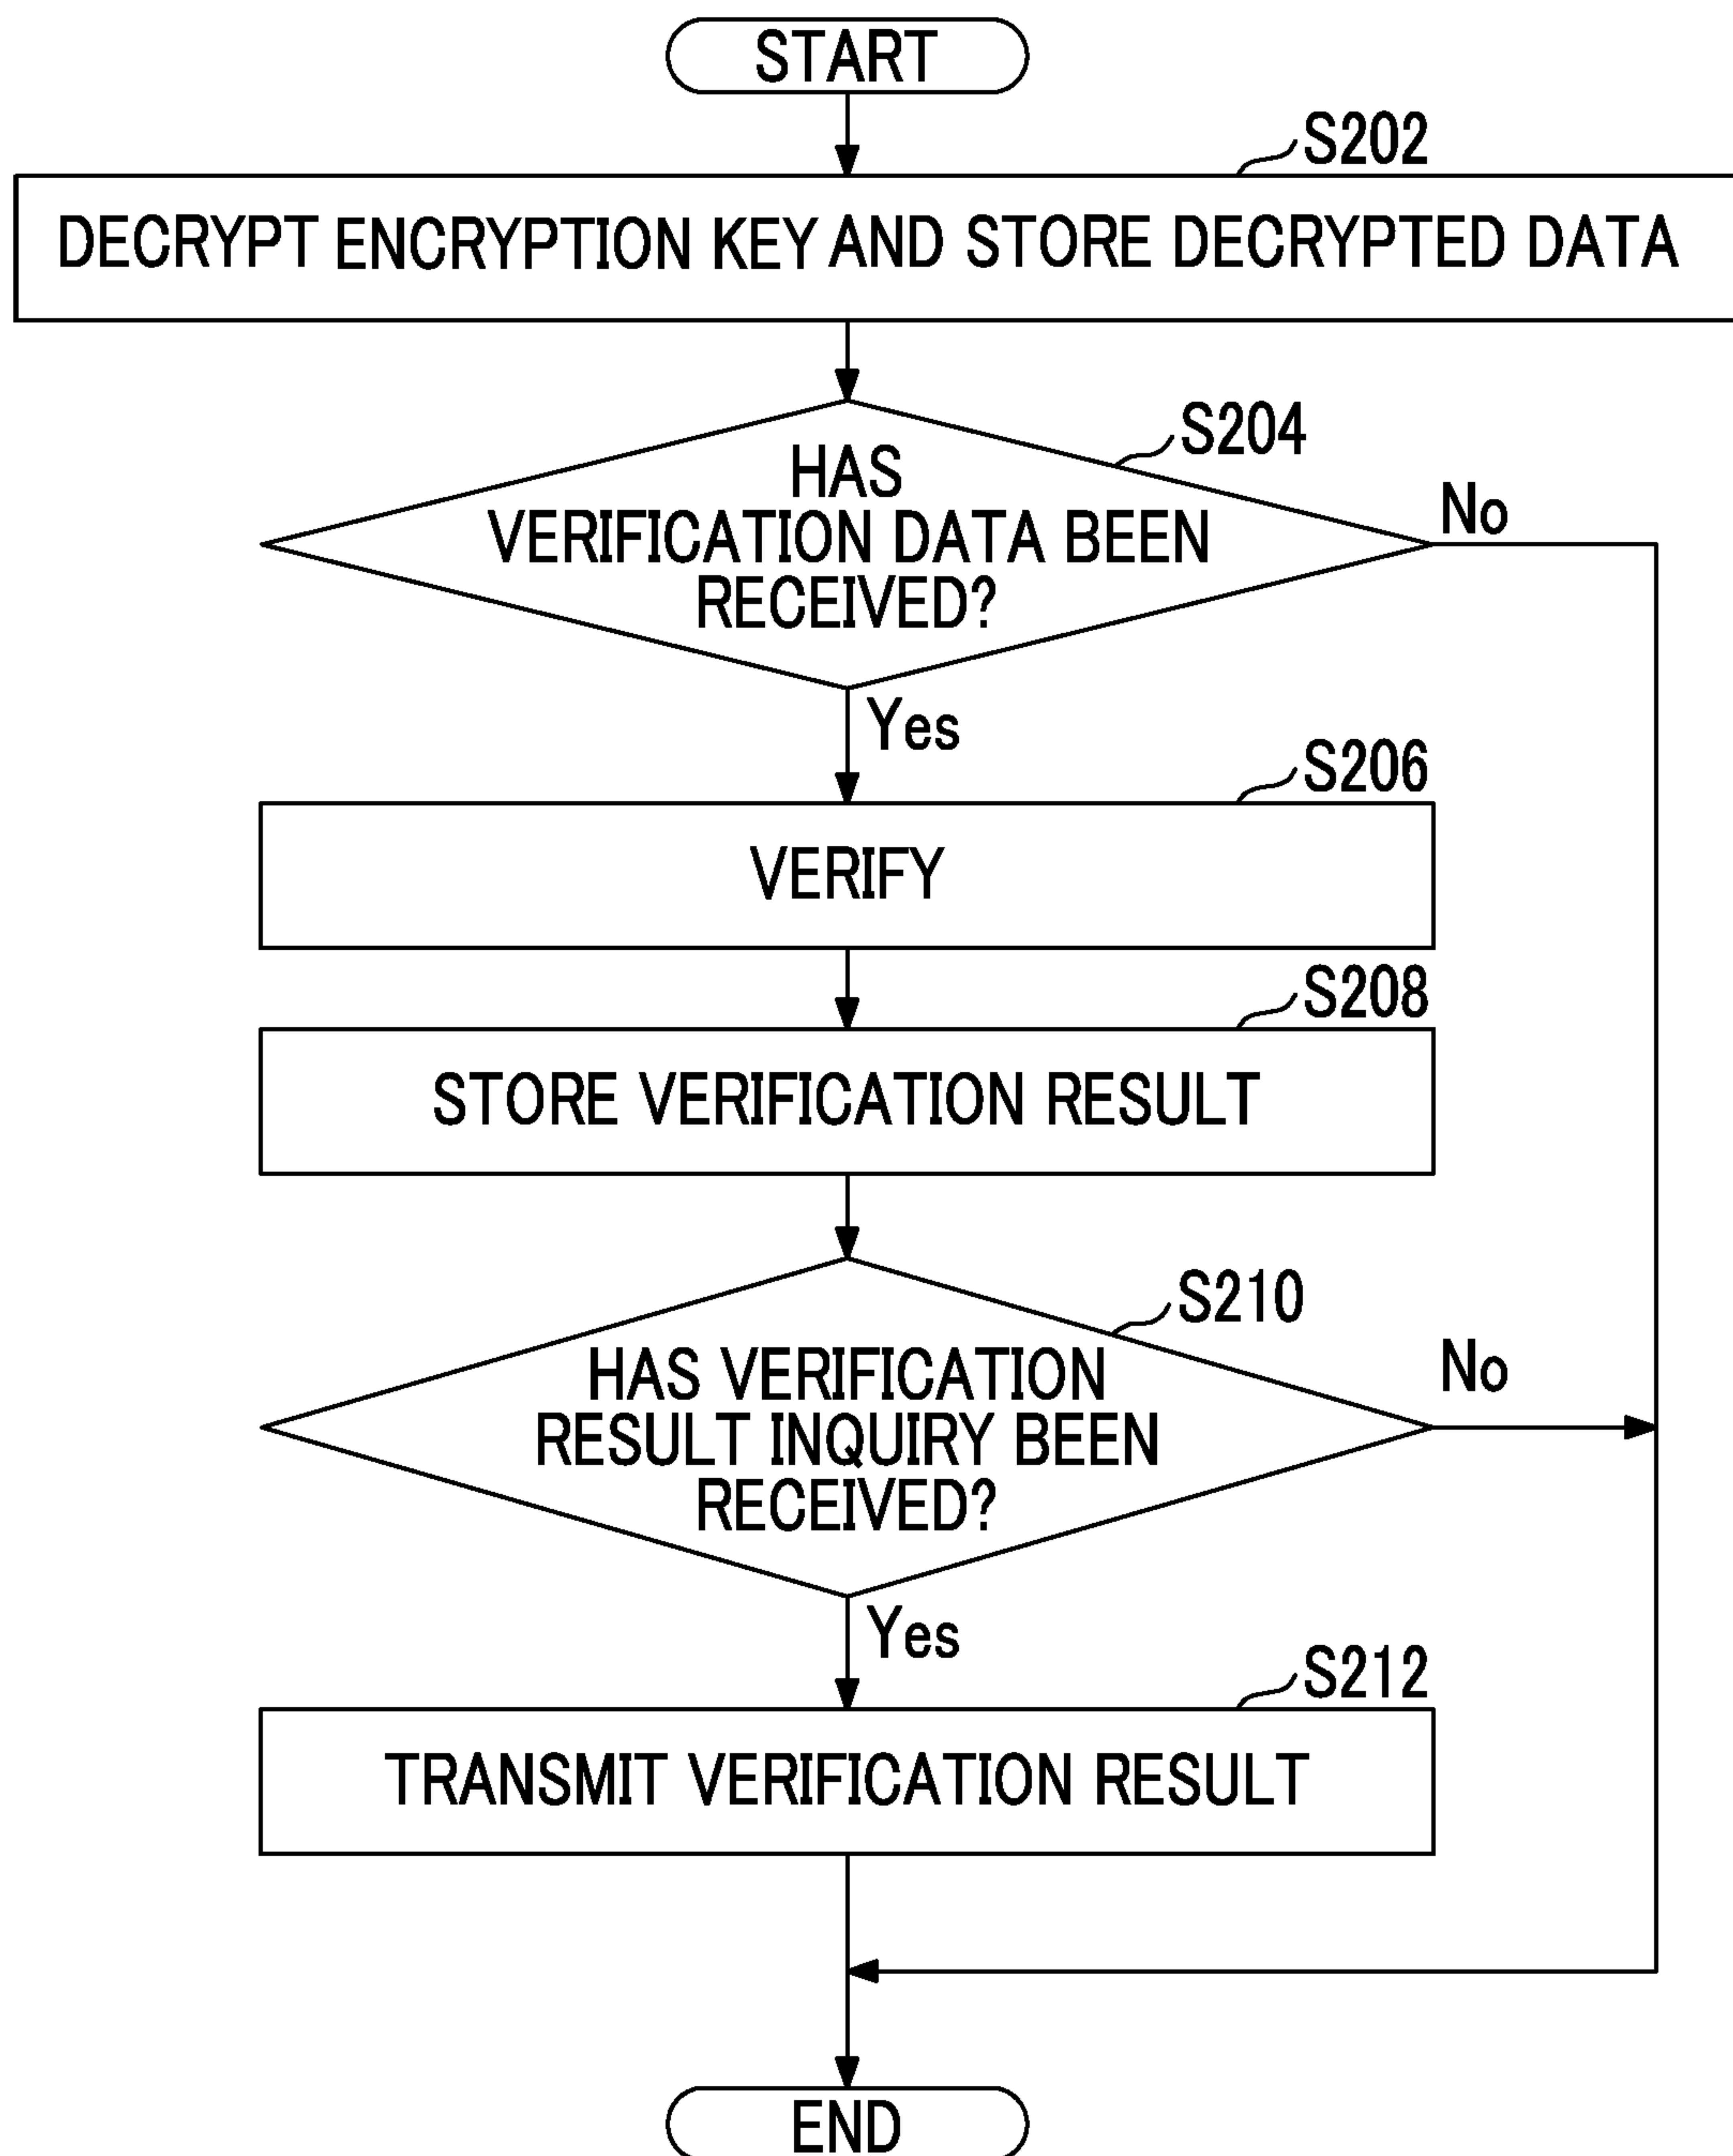 START
S202
DECRYPT ENCRYPTION KEY AND STORE DECRYPTED DATA
S204
HAS
VERIFICATION DATA BEEN
RECEIVED?
No
Yes
S206
VERIFY
S208
STORE VERIFICATION RESULT
S210
HAS VERIFICATION
RESULT INQUIRY BEEN
RECEIVED?
No
Yes
S212
TRANSMIT VERIFICATION RESULT
END